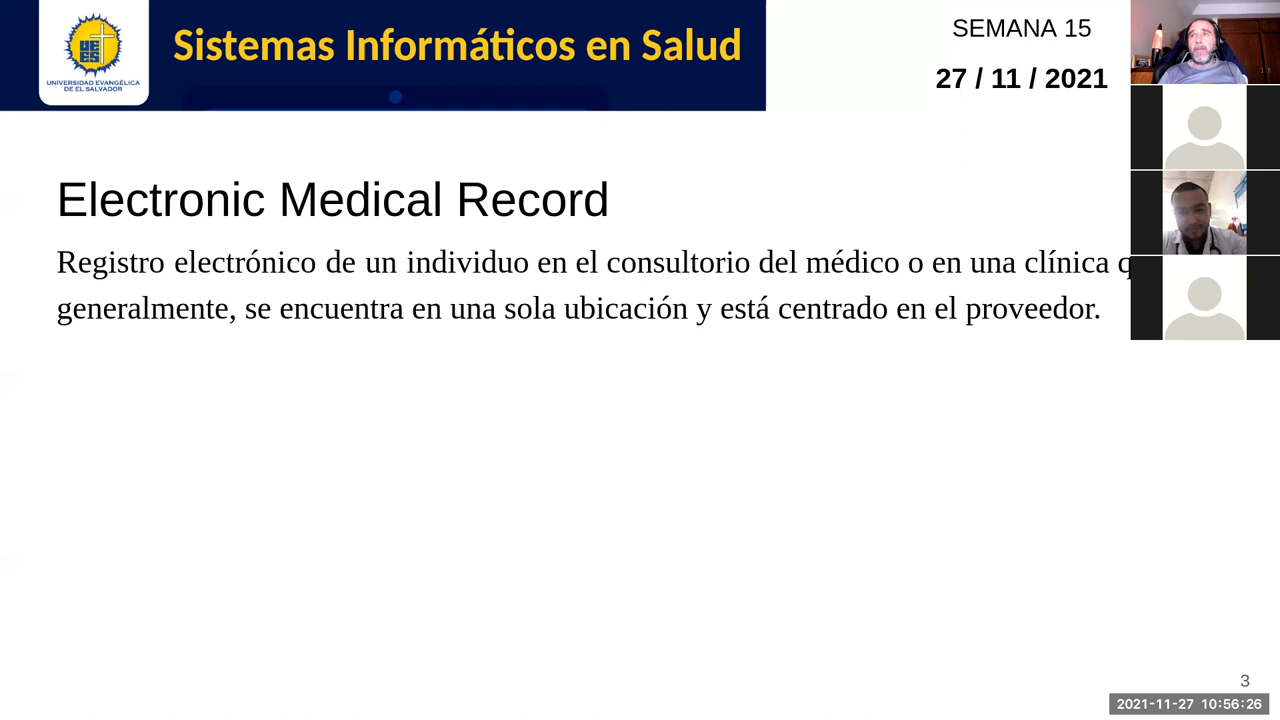 UNIVERSIDAD EVANGÉLICA
DE EL SALVADOR
Sistemas Informáticos en Salud
SEMANA 15
27 / 11 / 2021
Electronic Medical Record
Registro electrónico de un individuo en el consultorio del médico o en una clínica
generalmente, se encuentra en una sola ubicación y está centrado en el proveedor.
3
2021-11-27 10:56:26